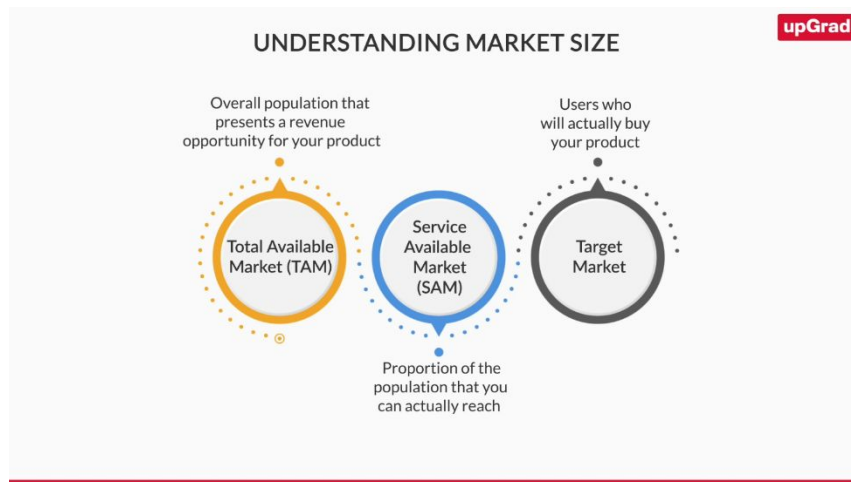 upGrad
UNDERSTANDING MARKET SIZE
Overall population that
presents a revenue
opportunity for your product
Users who
will actually buy
your product
Total Available
Market (TAM)
Service
Available
Market
(SAM)
Target
Market
Proportion of the
population that you
can actually reach